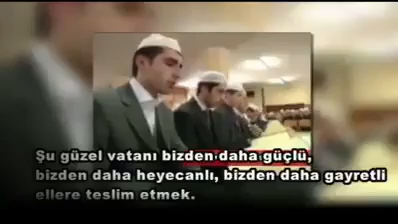 Şu güzel vatanı bizden daha güçlü,
bizden daha heyecanlı, bizden daha gayretli
ellere teslim etmek.